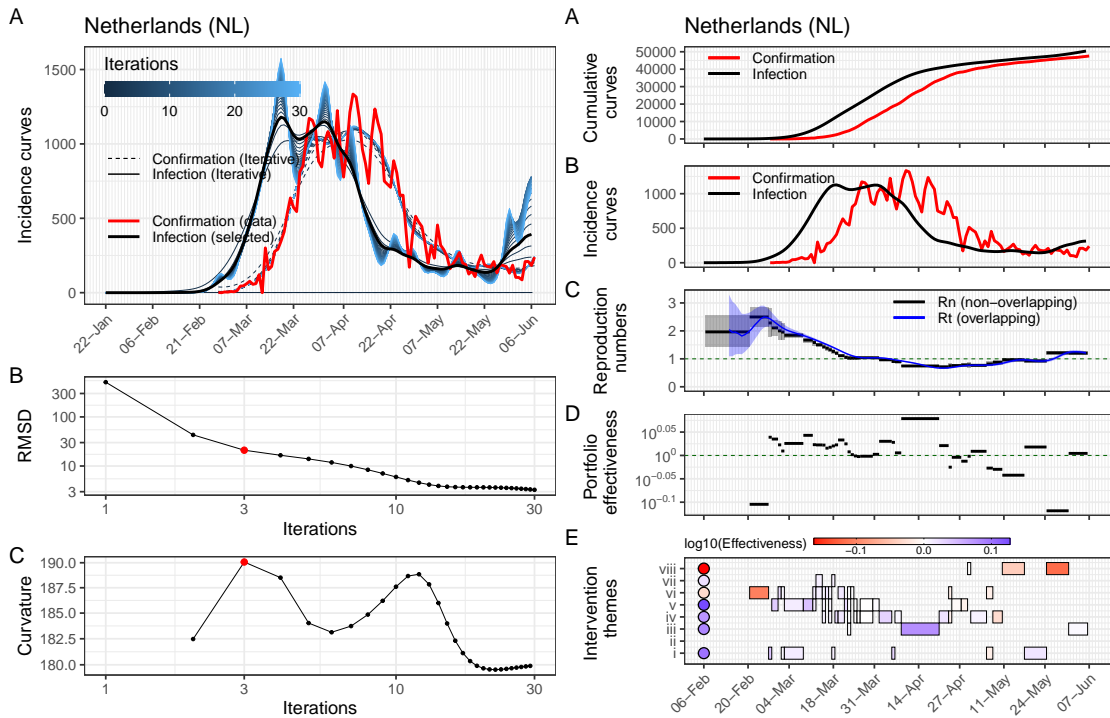 A
Netherlands (NL)
1500
1000
500
0
Incidence curves
Iterations
0
10
20
30
Confirmation (Iterative)
Infection (Iterative)
Confirmation (data)
Infection (selected)
22−Jan
06−Feb
21−Feb
07−Mar
22−Mar
07−Apr
22−Apr
07−May
22−May
06−Jun
B
300
100
30
10
3
RMSD
1
3
10
30
Iterations
C
190.0
187.5
185.0
182.5
180.0
Curvature
1
3
10
30
Iterations
A
Netherlands (NL)
50000
40000
30000
20000
10000
0
Cumulative
curves
Confirmation
Infection
B
1000
500
0
Incidence
curves
Confirmation
Infection
C
3
2
1
0
Reproduction
numbers
Rn (non−overlapping)
Rt (overlapping)
D
10^0.05
10^0
10^−0.05
10^−0.1
Portfolio
effectiveness
E
log10(Effectiveness)
−0.1
0.0
0.1
viii
vii
vi
v
iv
iii
ii
i
Intervention
themes
06−Feb
20−Feb
04−Mar
18−Mar
31−Mar
14−Apr
27−Apr
11−May
24−May
07−Jun